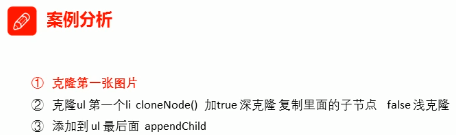 案例分析
① 克隆第一张图片
② 克隆ul 第一个li cloneNode() 加true 深克隆 复制里面的子节点 false 浅克隆
③ 添加到 ul 最后面 appendChild